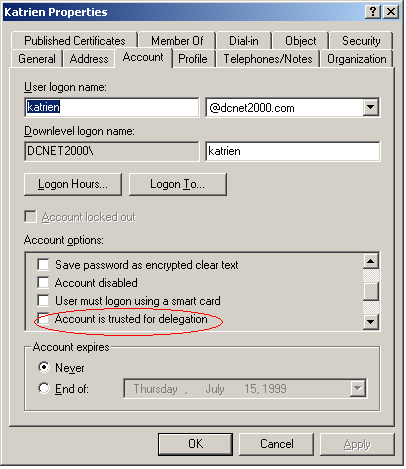 Katrien Properties
Published Certificates Member Of Dial-in Object Security
General Address Account Profile Telephones/Notes Organization
User logon name:
katrien @dcnet2000.com
Downlevel logon name:
DCNET2000\ katrien
Logon Hours... Logon To...
Account locked out
Account options:
Save password as encrypted clear text
Account disabled
User must logon using a smart card
Account is trusted for delegation
Account expires
Never
End of: Thursday , July 15, 1999
OK Cancel Apply